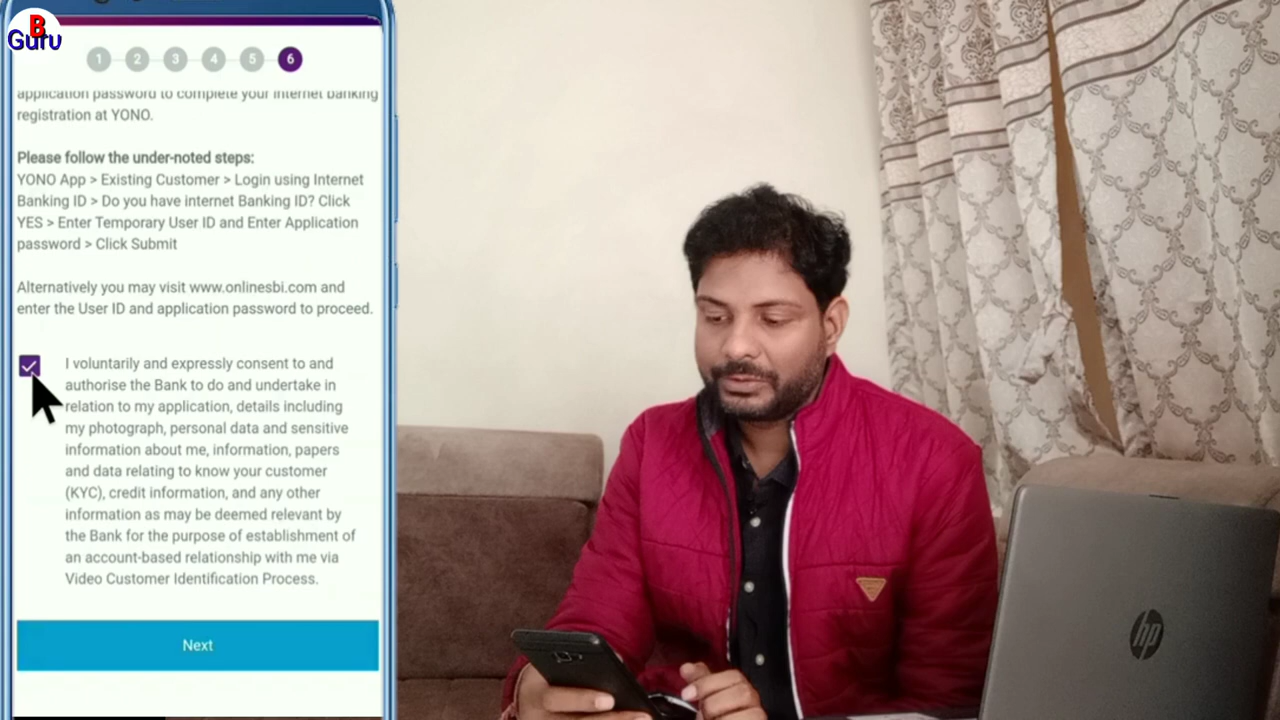 B
Guru
1 2 3 4 5 6
application password to complete your internet banking
registration at YONO.
Please follow the under-noted steps:
YONO App > Existing Customer > Login using Internet
Banking ID > Do you have internet Banking ID? Click
YES > Enter Temporary User ID and Enter Application
password > Click Submit
Alternatively you may visit www.onlinesbi.com and
enter the User ID and application password to proceed.
I voluntarily and expressly consent to and
authorise the Bank to do and undertake in
relation to my application, details including
my photograph, personal data and sensitive
information about me, information, papers
and data relating to know your customer
(KYC), credit information, and any other
information as may be deemed relevant by
the Bank for the purpose of establishment of
an account-based relationship with me via
Video Customer Identification Process.
Next
hp